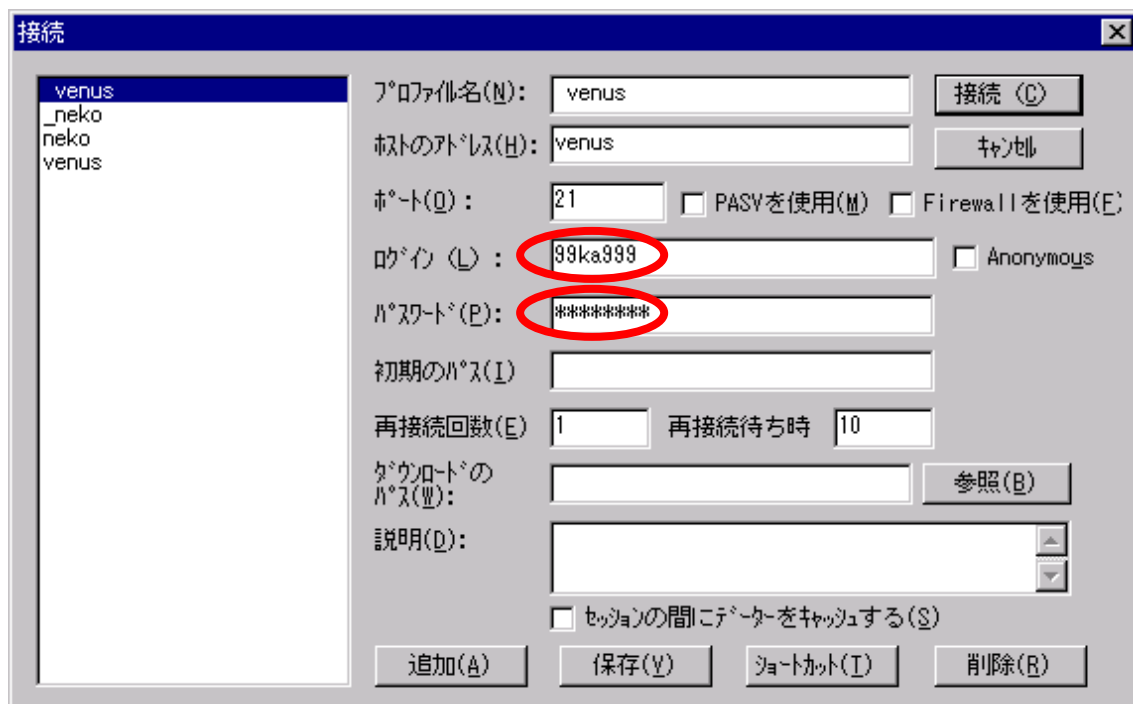 接続
_venus
_neko
neko
venus
ﾌﾟﾛﾌｧｲﾙ名(N): _venus 接続 (C)
ﾎｽﾄのｱﾄﾞﾚｽ(H): venus ｷｬﾝｾﾙ
ﾎﾟｰﾄ(O): 21 PASVを使用(M) Firewallを使用(F)
ﾛｸﾞｲﾝ (L) : 99ka999 Anonymous
ﾊﾟｽﾜｰﾄﾞ(P): ********
初期のﾊﾟｽ(I)
再接続回数(E) 1 再接続待ち時 10
ﾀﾞｳﾝﾛｰﾄﾞの
ﾊﾟｽ(W): 参照(B)
説明(D):
ｾｯｼｮﾝの間にﾃﾞｰﾀｰをｷｬｯｼｭする(S)
追加(A) 保存(V) ｼｮｰﾄｶｯﾄ(T) 削除(R)